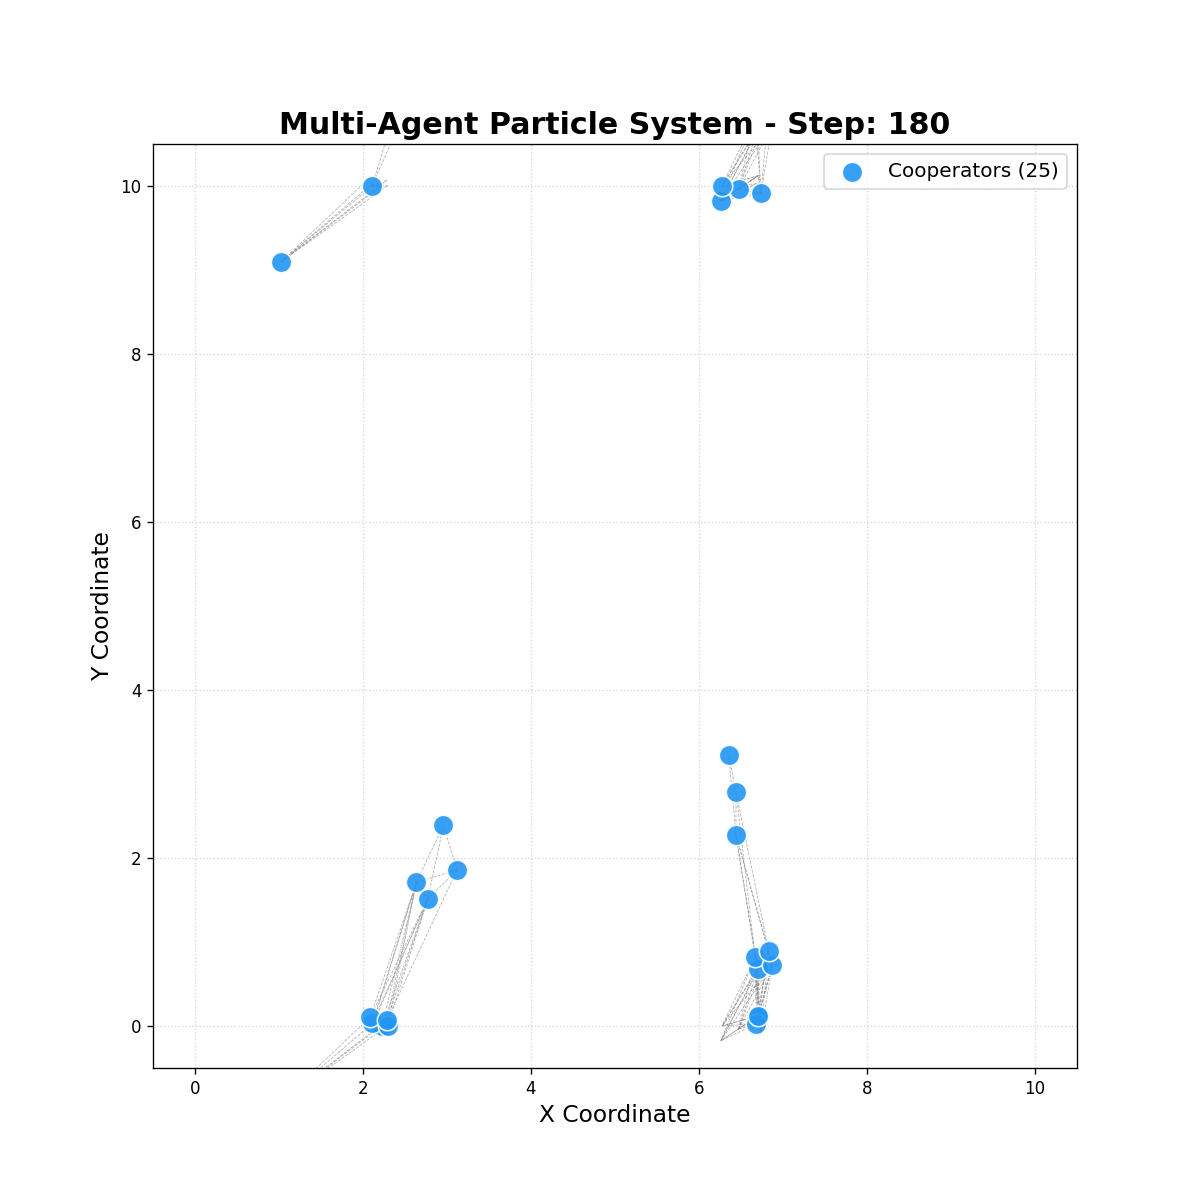 Multi-Agent Particle System - Step: 180
Cooperators (25)
10
8
6
4
2
0
Y Coordinate
0 2 4 6 8 10
X Coordinate